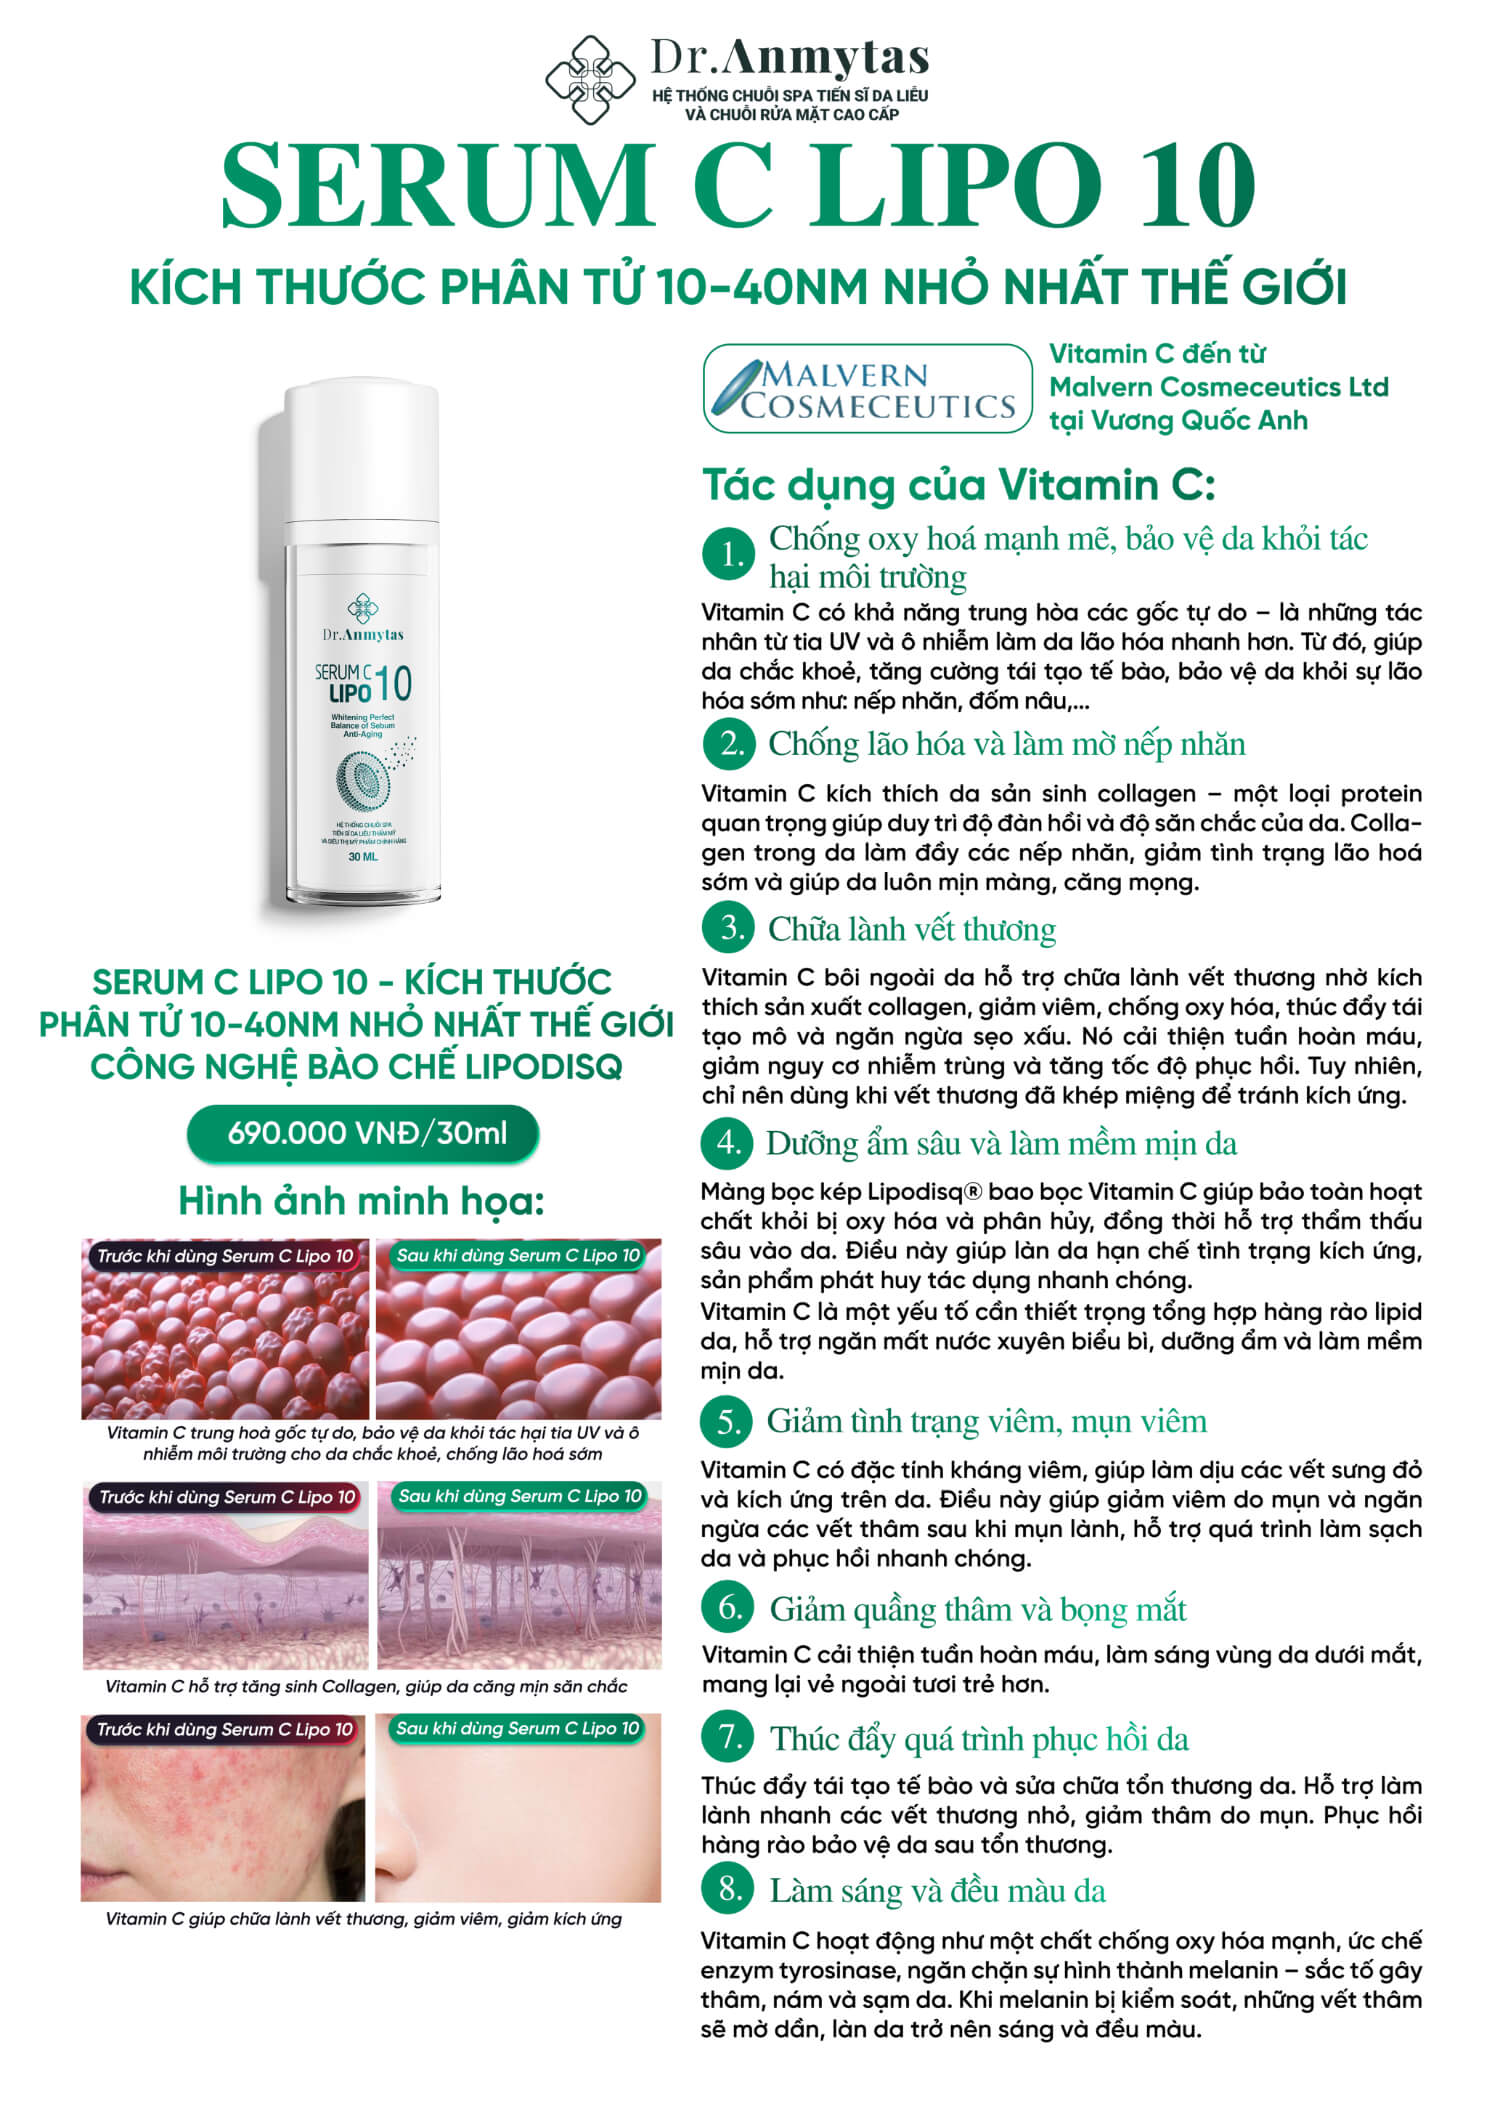 Dr.Anmytas
HỆ THỐNG CHUỖI SPA TIẾN SĨ DA LIỄU
VÀ CHUỖI RỬA MẶT CAO CẤP
SERUM C LIPO 10
KÍCH THƯỚC PHÂN TỬ 10-40NM NHỎ NHẤT THẾ GIỚI
Dr.Anmytas
SERUM C
LIPO 10
Whitening Perfect
Balance of Sebum
Anti-Aging
HỆ THỐNG CHUỖI SPA
TIẾN SĨ DA LIỄU THẨM MỸ
VÀ SIÊU THỊ MỸ PHẨM CHÍNH HÃNG
30 ML
SERUM C LIPO 10 - KÍCH THƯỚC
PHÂN TỬ 10-40NM NHỎ NHẤT THẾ GIỚI
CÔNG NGHỆ BÀO CHẾ LIPODISQ
690.000 VNĐ/30ml
Hình ảnh minh họa:
Trước khi dùng Serum C Lipo 10
Sau khi dùng Serum C Lipo 10
Vitamin C trung hoà gốc tự do, bảo vệ da khỏi tác hại tia UV và ô
nhiễm môi trường cho da chắc khoẻ, chống lão hoá sớm
Trước khi dùng Serum C Lipo 10
Sau khi dùng Serum C Lipo 10
Vitamin C hỗ trợ tăng sinh Collagen, giúp da căng mịn săn chắc
Trước khi dùng Serum C Lipo 10
Sau khi dùng Serum C Lipo 10
Vitamin C giúp chữa lành vết thương, giảm viêm, giảm kích ứng
MALVERN
COSMECEUTICS
Vitamin C đến từ
Malvern Cosmeceutics Ltd
tại Vương Quốc Anh
Tác dụng của Vitamin C:
1. Chống oxy hoá mạnh mẽ, bảo vệ da khỏi tác
hại môi trường
Vitamin C có khả năng trung hòa các gốc tự do – là những tác
nhân từ tia UV và ô nhiễm làm da lão hóa nhanh hơn. Từ đó, giúp
da chắc khoẻ, tăng cường tái tạo tế bào, bảo vệ da khỏi sự lão
hóa sớm như: nếp nhăn, đốm nâu,...
2. Chống lão hóa và làm mờ nếp nhăn
Vitamin C kích thích da sản sinh collagen – một loại protein
quan trọng giúp duy trì độ đàn hồi và độ săn chắc của da. Colla-
gen trong da làm đầy các nếp nhăn, giảm tình trạng lão hoá
sớm và giúp da luôn mịn màng, căng mọng.
3. Chữa lành vết thương
Vitamin C bôi ngoài da hỗ trợ chữa lành vết thương nhờ kích
thích sản xuất collagen, giảm viêm, chống oxy hóa, thúc đẩy tái
tạo mô và ngăn ngừa sẹo xấu. Nó cải thiện tuần hoàn máu,
giảm nguy cơ nhiễm trùng và tăng tốc độ phục hồi. Tuy nhiên,
chỉ nên dùng khi vết thương đã khép miệng để tránh kích ứng.
4. Dưỡng ẩm sâu và làm mềm mịn da
Màng bọc kép Lipodisq® bao bọc Vitamin C giúp bảo toàn hoạt
chất khỏi bị oxy hóa và phân hủy, đồng thời hỗ trợ thẩm thấu
sâu vào da. Điều này giúp làn da hạn chế tình trạng kích ứng,
sản phẩm phát huy tác dụng nhanh chóng.
Vitamin C là một yếu tố cần thiết trọng tổng hợp hàng rào lipid
da, hỗ trợ ngăn mất nước xuyên biểu bì, dưỡng ẩm và làm mềm
mịn da.
5. Giảm tình trạng viêm, mụn viêm
Vitamin C có đặc tính kháng viêm, giúp làm dịu các vết sưng đỏ
và kích ứng trên da. Điều này giúp giảm viêm do mụn và ngăn
ngừa các vết thâm sau khi mụn lành, hỗ trợ quá trình làm sạch
da và phục hồi nhanh chóng.
6. Giảm quầng thâm và bọng mắt
Vitamin C cải thiện tuần hoàn máu, làm sáng vùng da dưới mắt,
mang lại vẻ ngoài tươi trẻ hơn.
7. Thúc đẩy quá trình phục hồi da
Thúc đẩy tái tạo tế bào và sửa chữa tổn thương da. Hỗ trợ làm
lành nhanh các vết thương nhỏ, giảm thâm do mụn. Phục hồi
hàng rào bảo vệ da sau tổn thương.
8. Làm sáng và đều màu da
Vitamin C hoạt động như một chất chống oxy hóa mạnh, ức chế
enzym tyrosinase, ngăn chặn sự hình thành melanin – sắc tố gây
thâm, nám và sạm da. Khi melanin bị kiểm soát, những vết thâm
sẽ mờ dần, làn da trở nên sáng và đều màu.